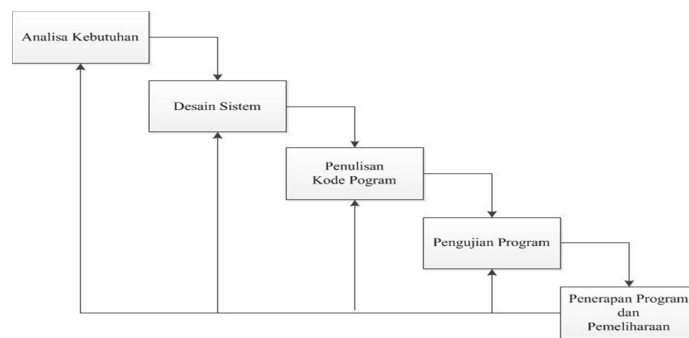 Analisa Kebutuhan
Desain Sistem
Penulisan
Kode Pogram
Pengujian Program
Penerapan Program
dan
Pemeliharaan